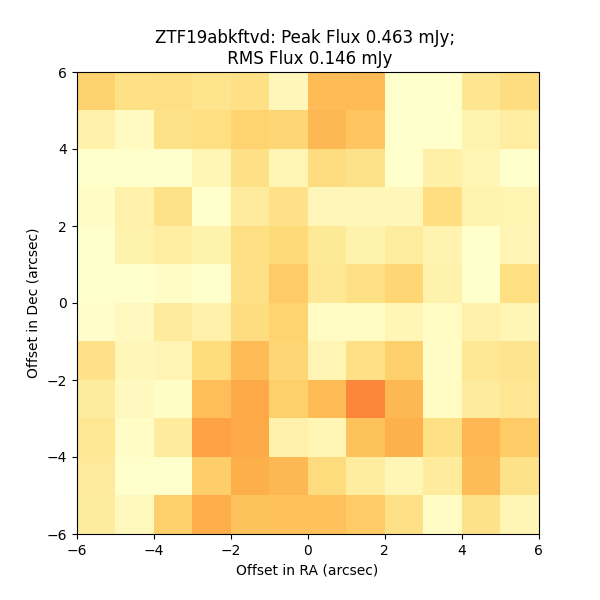 ZTF19abkftvd: Peak Flux 0.463 mJy;
RMS Flux 0.146 mJy
6
4
2
0
−2
−4
−6
Offset in Dec (arcsec)
−6 −4 −2 0 2 4 6
Offset in RA (arcsec)